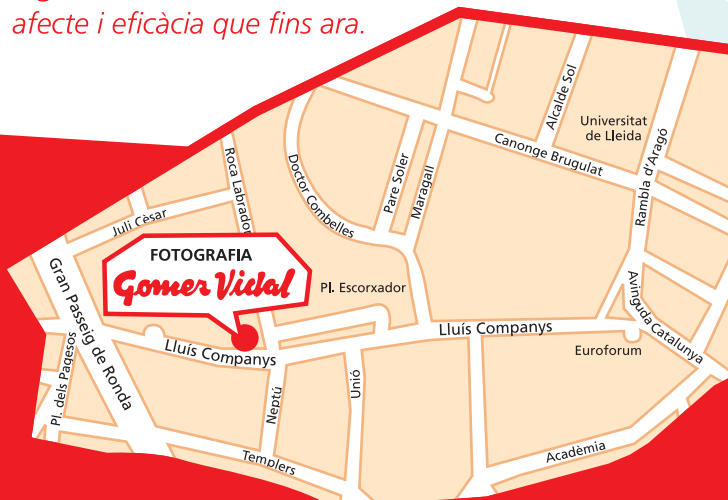 afecte i eficàcia que fins ara.
Alcalde Sol
Universitat
de Lleida
Canonge Brugulat
Rambla d'Aragó
Roca Labrador
Doctor Combelles
Pare Soler
Maragall
Juli Cèsar
FOTOGRAFIA
Gomer Vidal
Pl. Escorxador
Gran Passeig de Ronda
Avinguda Catalunya
Lluís Companys
Lluís Companys
Euroforum
Pl. dels Pagesos
Neptú
Unió
Templers
Acadèmia